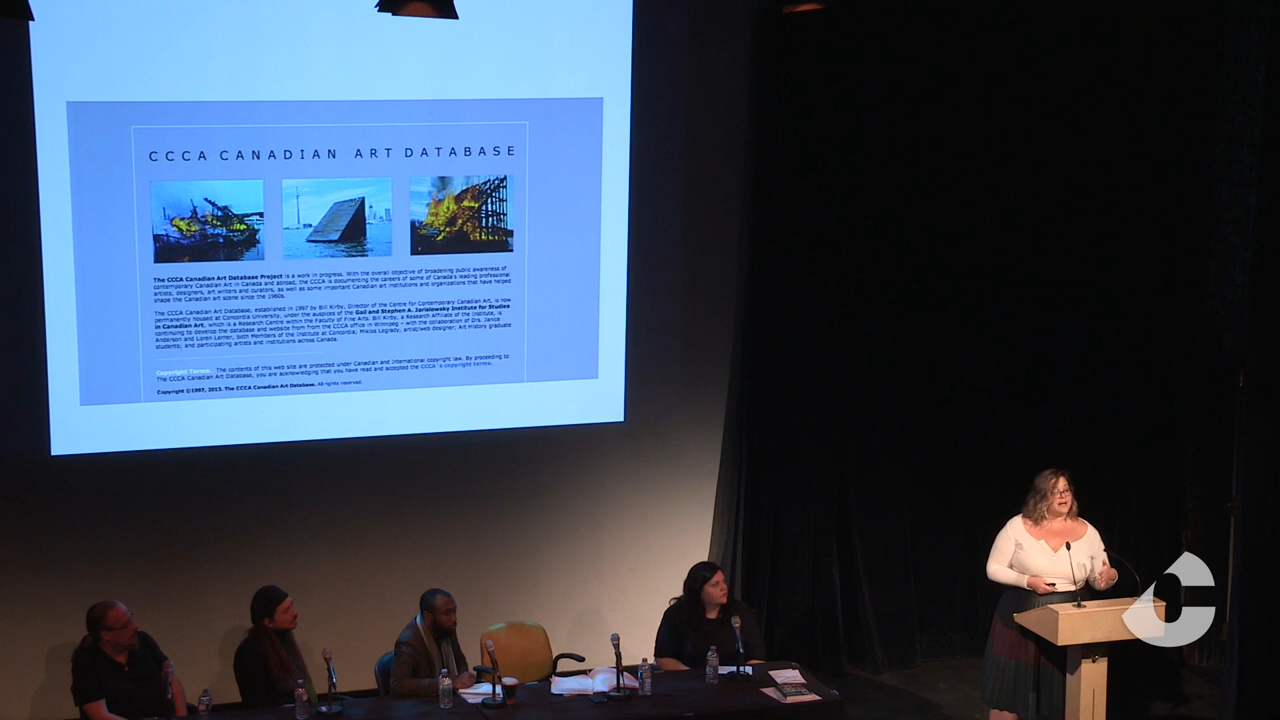 CCCA CANADIAN ART DATABASE
The CCCA Canadian Art Database Project is a work in progress. With the overall objective of broadening public awareness of
contemporary Canadian Art in Canada and abroad, the CCCA is documenting the careers of some of Canada's leading professional
artists, designers, art writers and curators, as well as some important Canadian art institutions and organizations that have helped
shape the Canadian art scene since the 1960s.
The CCCA Canadian Art Database, established in 1997 by Bill Kirby, Director of the Centre for Contemporary Canadian Art, is now
permanently housed at Concordia University, under the auspices of the Gail and Stephen A. Jarislowsky Institute for Studies
in Canadian Art, which is a Research Centre within the Faculty of Fine Arts. Bill Kirby, a Research Affiliate of the Institute, is
continuing to develop the database and website from from the CCCA office in Winnipeg – with the collaboration of Drs. Janice
Anderson and Loren Lerner, both Members of the Institute at Concordia; Miklos Legrady, artist/web designer; Art History graduate
students; and participating artists and institutions across Canada.
Copyright Terms. The contents of this web site are protected under Canadian and International copyright law. By proceeding to
The CCCA Canadian Art Database, you are acknowledging that you have read and accepted the CCCA's copyright terms.
Copyright ©1997, 2015. The CCCA Canadian Art Database. All rights reserved.
C